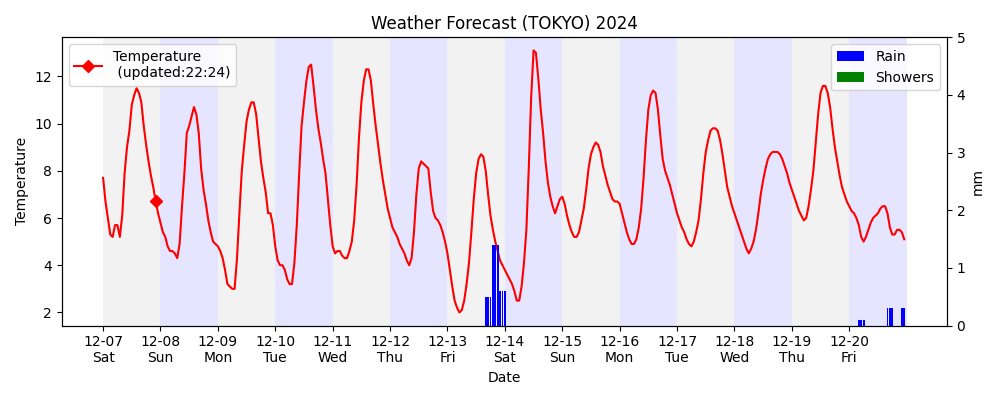 Weather Forecast (TOKYO) 2024
Temperature
(updated:22:24)
Rain
Showers
Temperature
12
10
8
6
4
2
5
4
3
2
1
0
mm
12-07 12-08 12-09 12-10 12-11 12-12 12-13 12-14 12-15 12-16 12-17 12-18 12-19 12-20
Sat Sun Mon Tue Wed Thu Fri Sat Sun Mon Tue Wed Thu Fri
Date